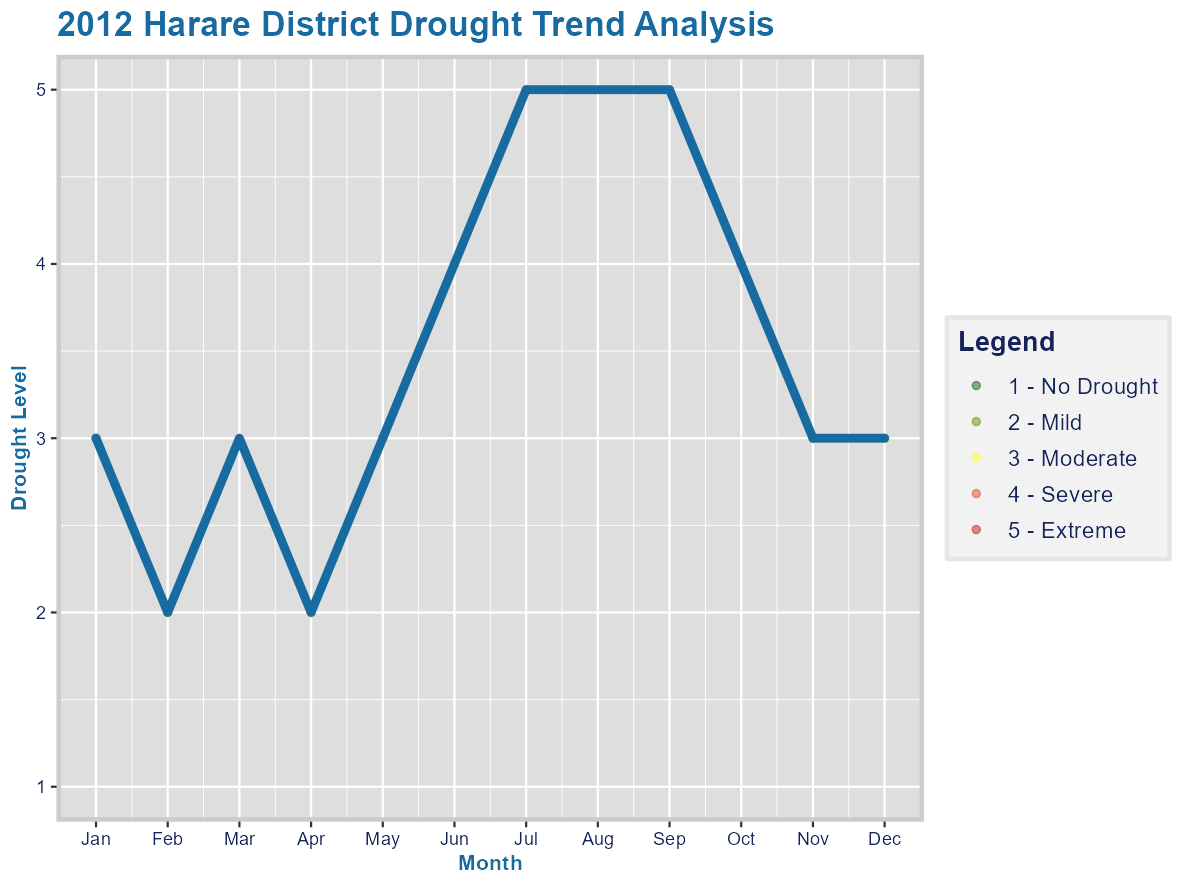 2012 Harare District Drought Trend Analysis
Drought Level
5
4
3
2
1
Jan Feb Mar Apr May Jun Jul Aug Sep Oct Nov Dec
Month
Legend
1 - No Drought
2 - Mild
3 - Moderate
4 - Severe
5 - Extreme